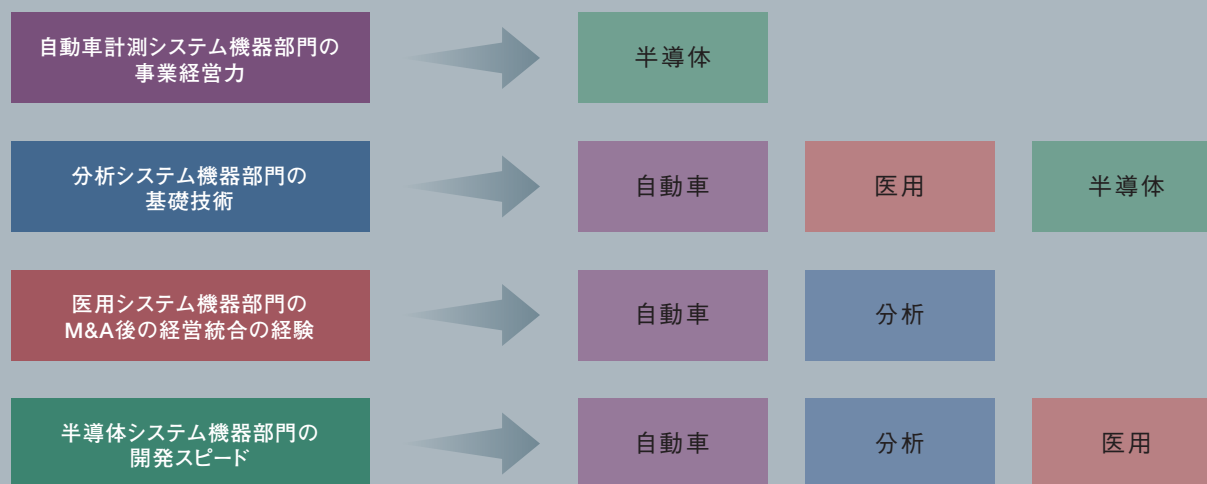 自動車計測システム機器部門の
事業経営力
半導体
分析システム機器部門の
基礎技術
自動車
医用
半導体
医用システム機器部門の
M&A後の経営統合の経験
自動車
分析
半導体システム機器部門の
開発スピード
自動車
分析
医用